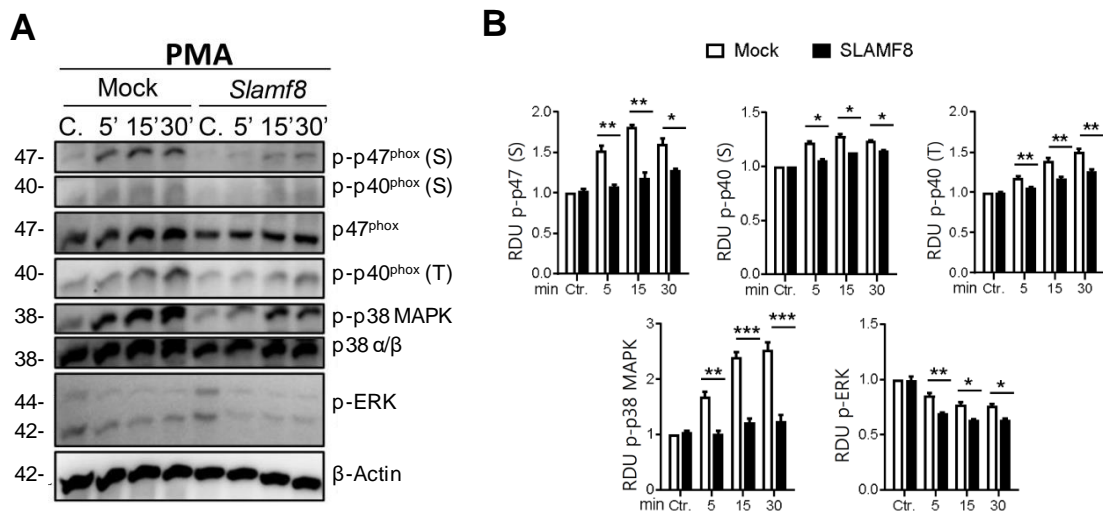 A
PMA
Mock Slamf8
C. 5’ 15’ 30’ C. 5’ 15’ 30’
47- p-p47phox (S)
40- p-p40phox (S)
47- p47phox
40- p-p40phox (T)
38- p-p38 MAPK
38- p38 α/β
44- p-ERK
42-
42- β-Actin
B
Mock SLAMF8
RDU p-p47 (S)
2.0
1.5
1.0
0.5
0.0
** ** *
min Ctr. 5 15 30
RDU p-p40 (S)
1.5
1.0
0.5
0.0
* * *
min Ctr. 5 15 30
RDU p-p40 (T)
2.0
1.5
1.0
0.5
0.0
** ** **
min Ctr. 5 15 30
RDU p-p38 MAPK
3
2
1
0
** *** ***
min Ctr. 5 15 30
RDU p-ERK
1.5
1.0
0.5
0.0
** * *
min Ctr. 5 15 30